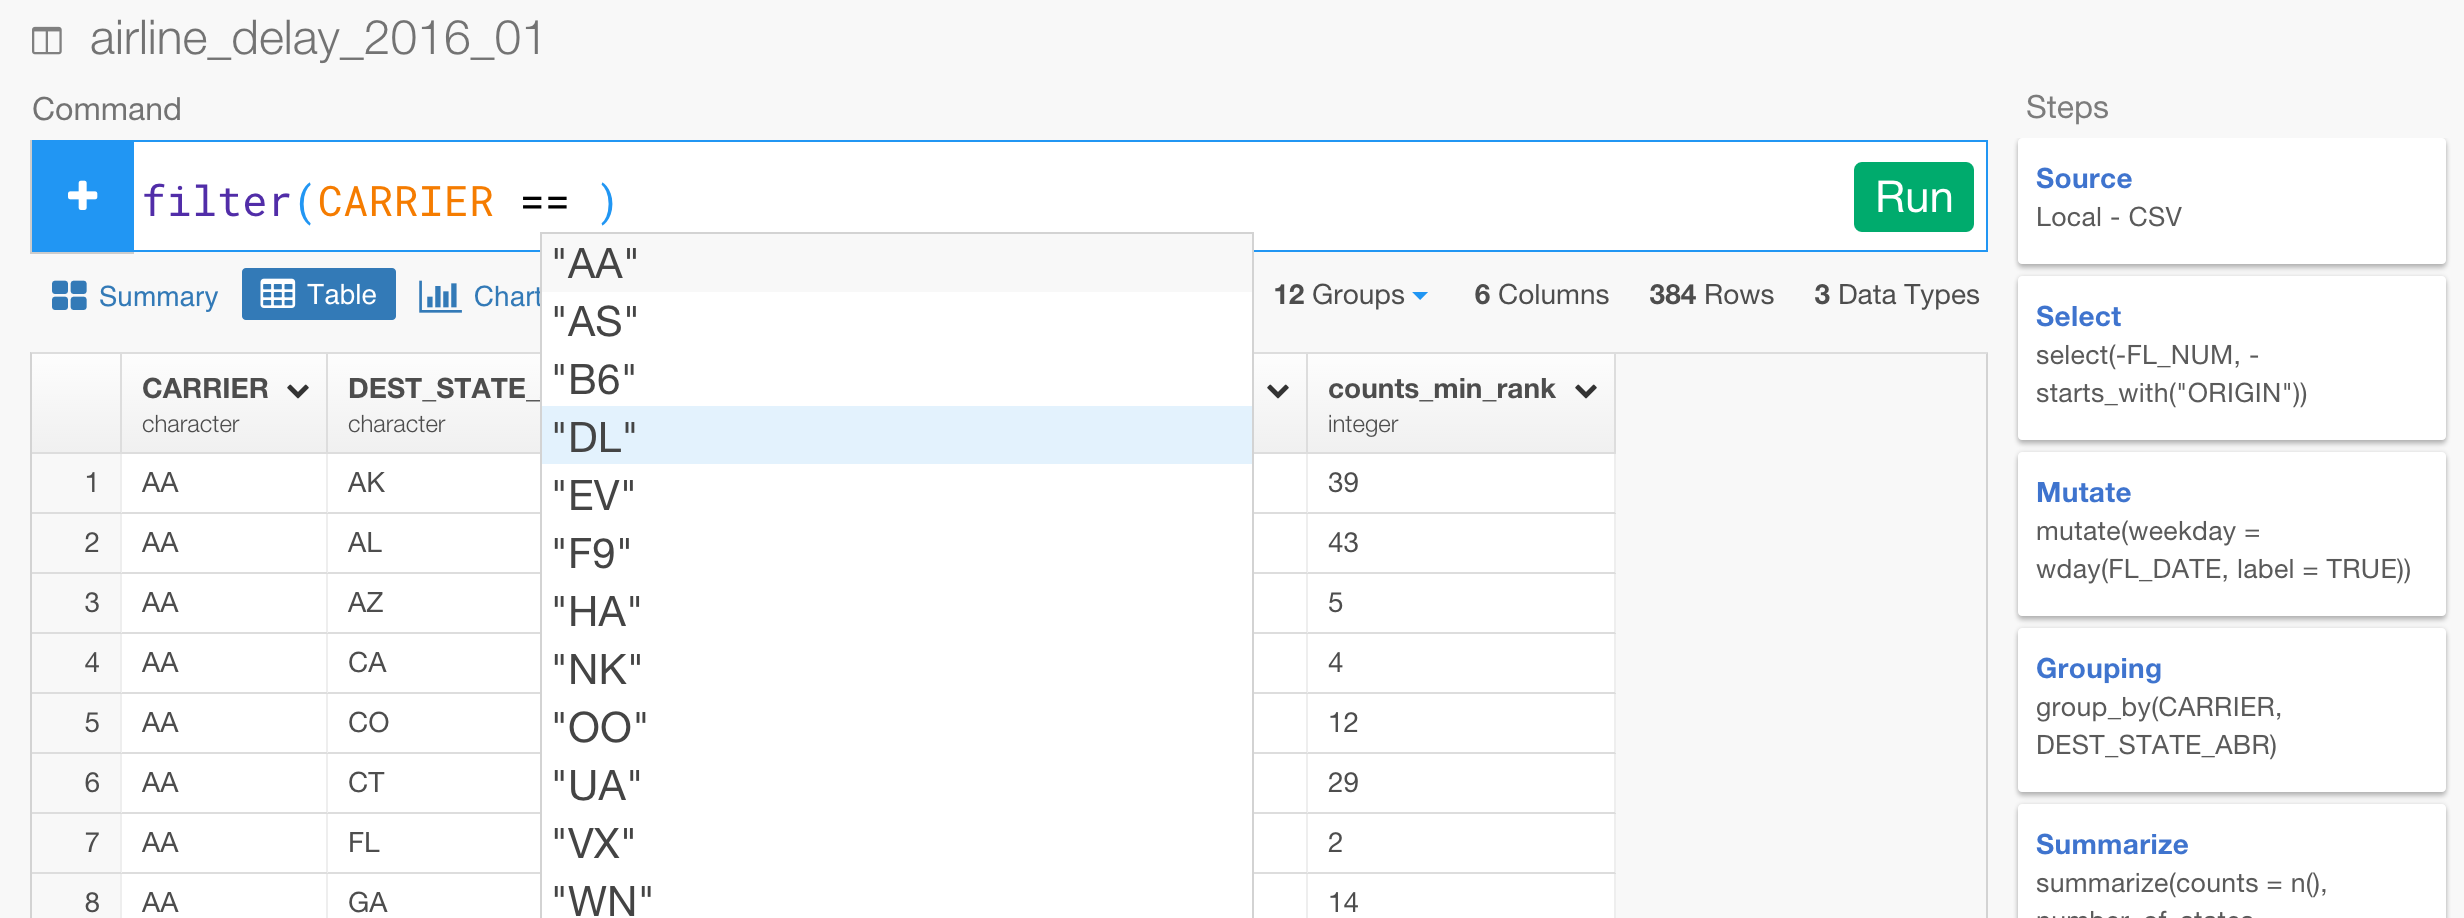 airline_delay_2016_01
Command
filter(CARRIER == )
Run
"AA"
"AS"
"B6"
"DL"
"EV"
"F9"
"HA"
"NK"
"OO"
"UA"
"VX"
"WN"
Summary
Table
Chart
12 Groups
6 Columns
384 Rows
3 Data Types
CARRIER
character
DEST_STATE_
character
counts_min_rank
integer
1 AA AK 39
2 AA AL 43
3 AA AZ 5
4 AA CA 4
5 AA CO 12
6 AA CT 29
7 AA FL 2
8 AA GA 14
Steps
Source
Local - CSV
Select
select(-FL_NUM, -
starts_with("ORIGIN"))
Mutate
mutate(weekday =
wday(FL_DATE, label = TRUE))
Grouping
group_by(CARRIER,
DEST_STATE_ABR)
Summarize
summarize(counts = n(),